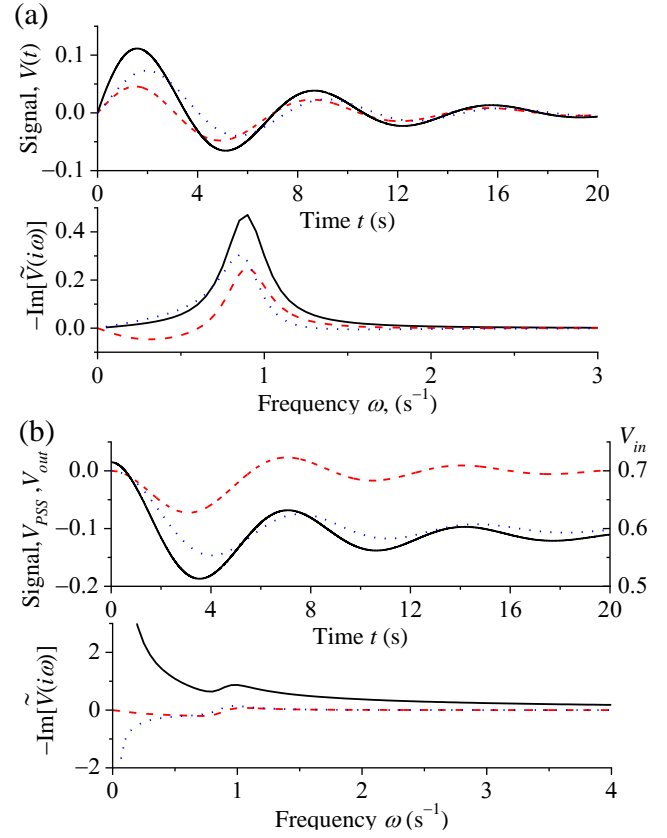 (a)
Signal, V(t)
0.1
0.0
−0.1
0 4 8 12 16 20
Time t (s)
−Im[Ṽ(iω)]
0.4
0.2
0.0
0 1 2 3
Frequency ω, (s⁻¹)
(b)
Signal, V_PSS , V_out
V_in
0.0
−0.1
−0.2
0.7
0.6
0.5
0 4 8 12 16 20
Time t (s)
−Im[Ṽ(iω)]
2
0
−2
0 1 2 3 4
Frequency ω (s⁻¹)